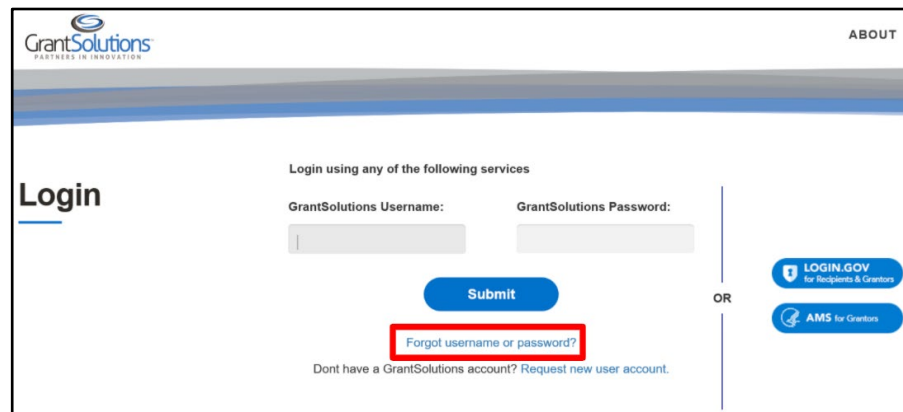 GrantSolutions
PARTNERS IN INNOVATION
ABOUT
Login
Login using any of the following services
GrantSolutions Username:
GrantSolutions Password:
Submit
Forgot username or password?
Dont have a GrantSolutions account? Request new user account.
OR
LOGIN.GOV
for Recipients & Grantors
AMS for Grantors